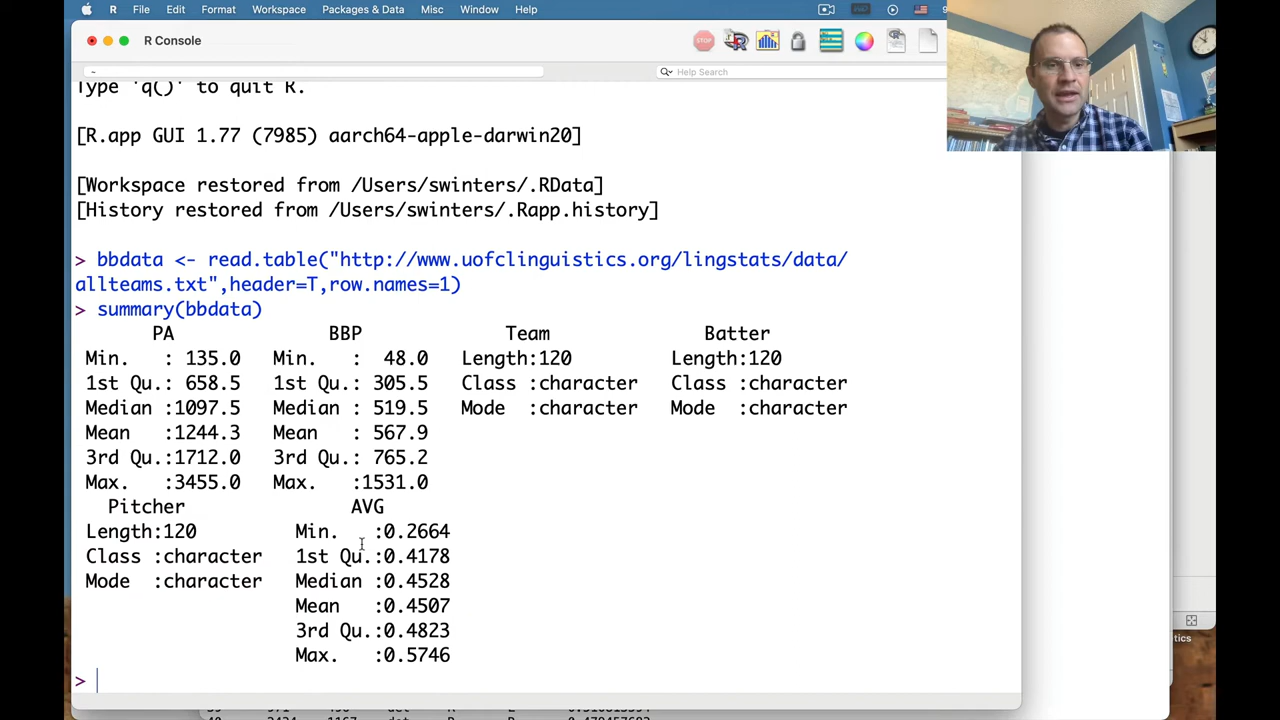 R File Edit Format Workspace Packages & Data Misc Window Help
R Console
STOP
~ Help Search
Type 'q()' to quit R.
[R.app GUI 1.77 (7985) aarch64-apple-darwin20]
[Workspace restored from /Users/swinters/.RData]
[History restored from /Users/swinters/.Rapp.history]
> bbdata <- read.table("http://www.uofclinguistics.org/lingstats/data/
allteams.txt",header=T,row.names=1)
> summary(bbdata)
PA BBP Team Batter
Min. : 135.0 Min. : 48.0 Length:120 Length:120
1st Qu.: 658.5 1st Qu.: 305.5 Class :character Class :character
Median :1097.5 Median : 519.5 Mode :character Mode :character
Mean :1244.3 Mean : 567.9
3rd Qu.:1712.0 3rd Qu.: 765.2
Max. :3455.0 Max. :1531.0
Pitcher AVG
Length:120 Min. :0.2664
Class :character 1st Qu.:0.4178
Mode :character Median :0.4528
Mean :0.4507
3rd Qu.:0.4823
Max. :0.5746
>
tics